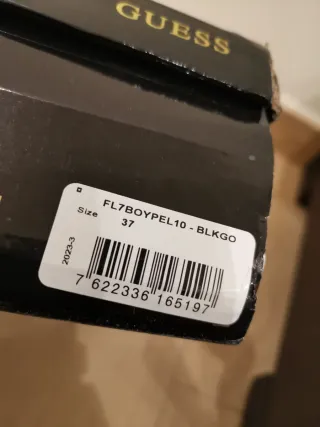 GUESS
FL7BOYPEL10 - BLKGO
Size 37
2023-3
7 622336 165197